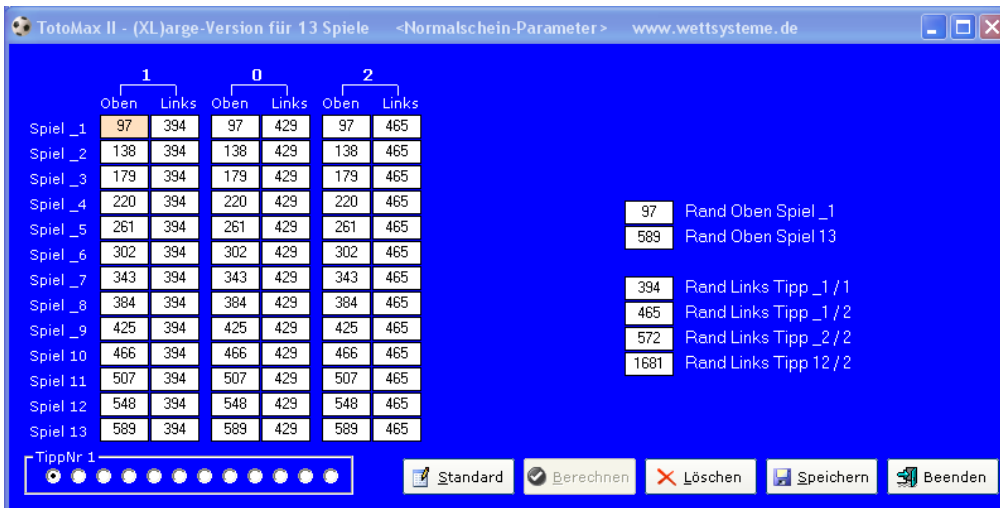 TotoMax II - (XL)arge-Version für 13 Spiele <Normalschein-Parameter> www.wettsysteme.de
1 0 2
Oben Links Oben Links Oben Links
Spiel _1 97 394 97 429 97 465
Spiel _2 138 394 138 429 138 465
Spiel _3 179 394 179 429 179 465
Spiel _4 220 394 220 429 220 465
Spiel _5 261 394 261 429 261 465
Spiel _6 302 394 302 429 302 465
Spiel _7 343 394 343 429 343 465
Spiel _8 384 394 384 429 384 465
Spiel _9 425 394 425 429 425 465
Spiel 10 466 394 466 429 466 465
Spiel 11 507 394 507 429 507 465
Spiel 12 548 394 548 429 548 465
Spiel 13 589 394 589 429 589 465
97 Rand Oben Spiel _1
589 Rand Oben Spiel 13
394 Rand Links Tipp _1 / 1
465 Rand Links Tipp _1 / 2
572 Rand Links Tipp _2 / 2
1681 Rand Links Tipp 12 / 2
TippNr 1
Standard Berechnen Löschen Speichern Beenden